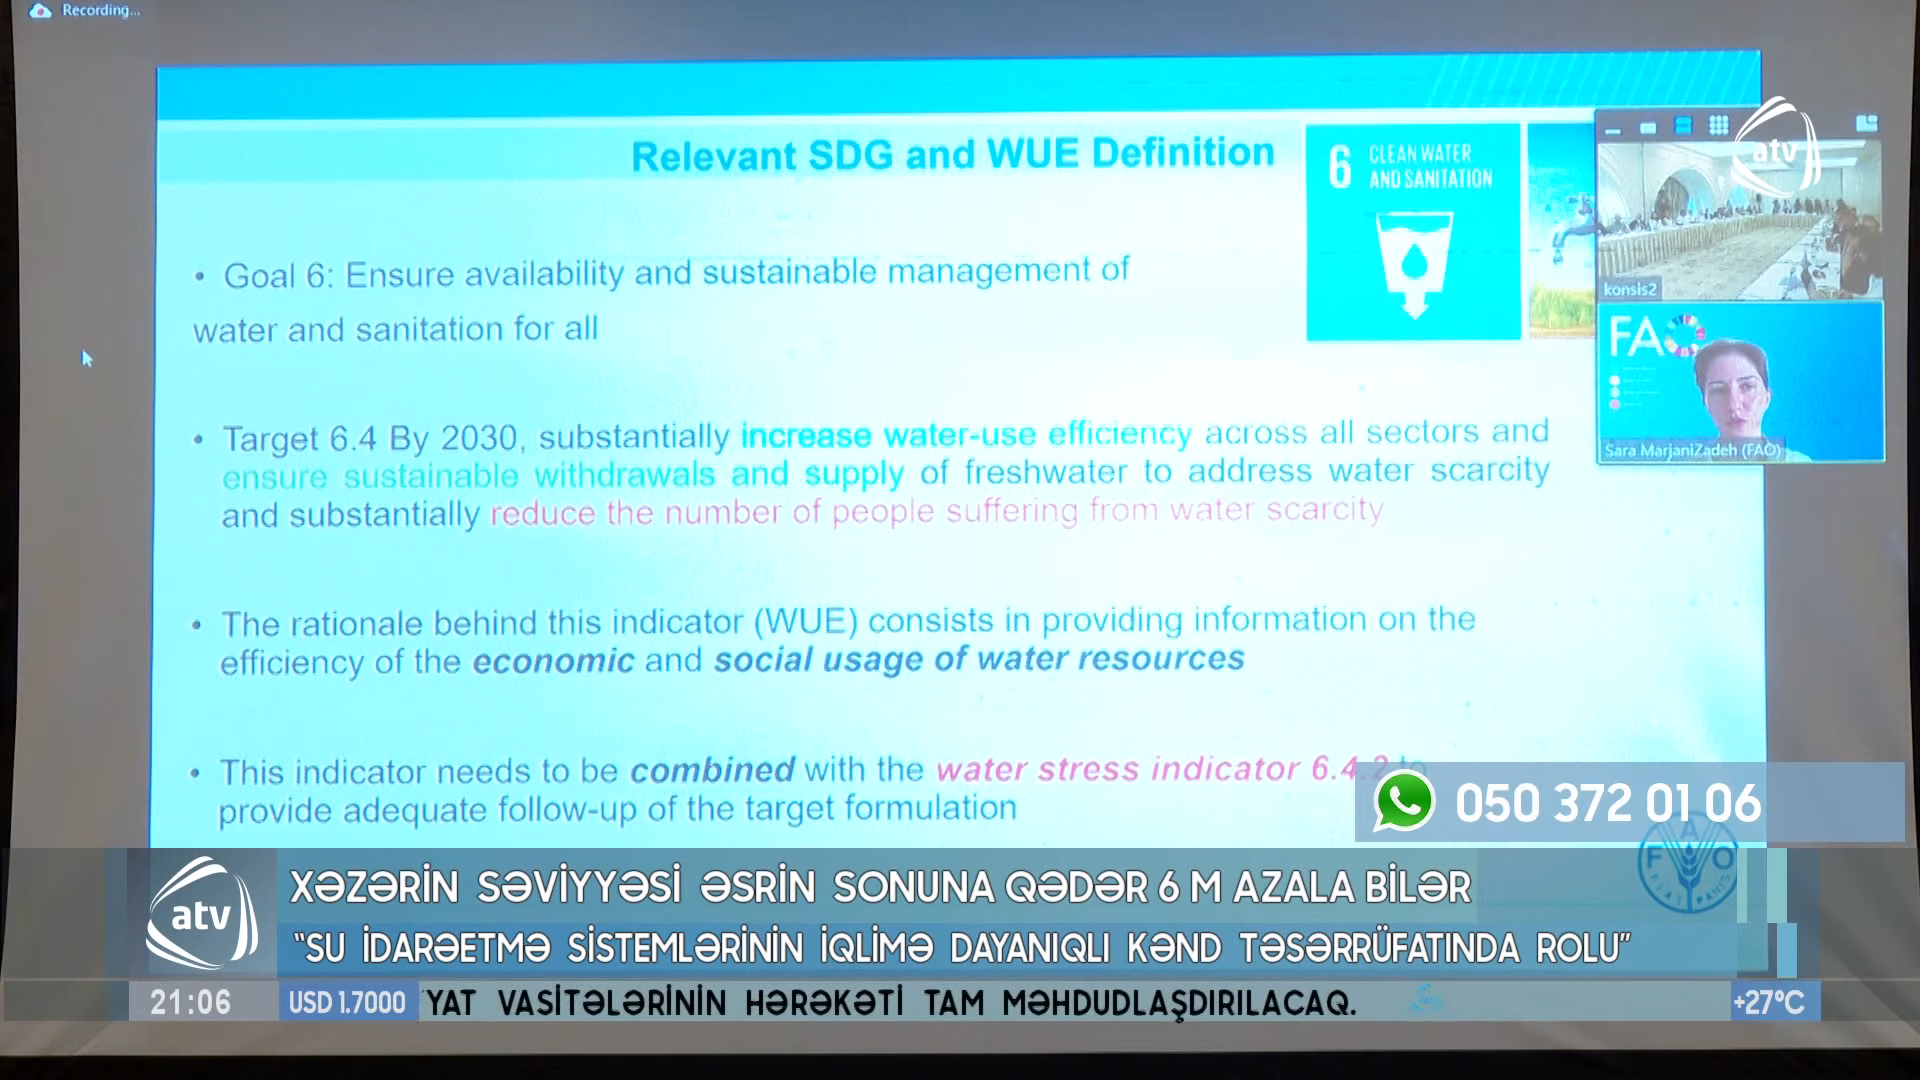 Recording...
Relevant SDG and WUE Definition
6 CLEAN WATER
AND SANITATION
atv
konsis2
FAO
Sara MarjaniZadeh (FAO)
• Goal 6: Ensure availability and sustainable management of
water and sanitation for all
• Target 6.4 By 2030, substantially increase water-use efficiency across all sectors and
ensure sustainable withdrawals and supply of freshwater to address water scarcity
and substantially reduce the number of people suffering from water scarcity
• The rationale behind this indicator (WUE) consists in providing information on the
efficiency of the economic and social usage of water resources
• This indicator needs to be combined with the water stress indicator 6.4.2 to
provide adequate follow-up of the target formulation
050 372 01 06
FAO
atv
XƏZƏRİN SƏVİYYƏSİ ƏSRİN SONUNA QƏDƏR 6 M AZALA BİLƏR
“SU İDARƏETMƏ SİSTEMLƏRİNİN İQLİMƏ DAYANIQLI KƏND TƏSƏRRÜFATINDA ROLU”
21:06 USD 1.7000 YAT VASİTƏLƏRİNİN HƏRƏKƏTİ TAM MƏHDUDLAŞDIRILACAQ. +27°C